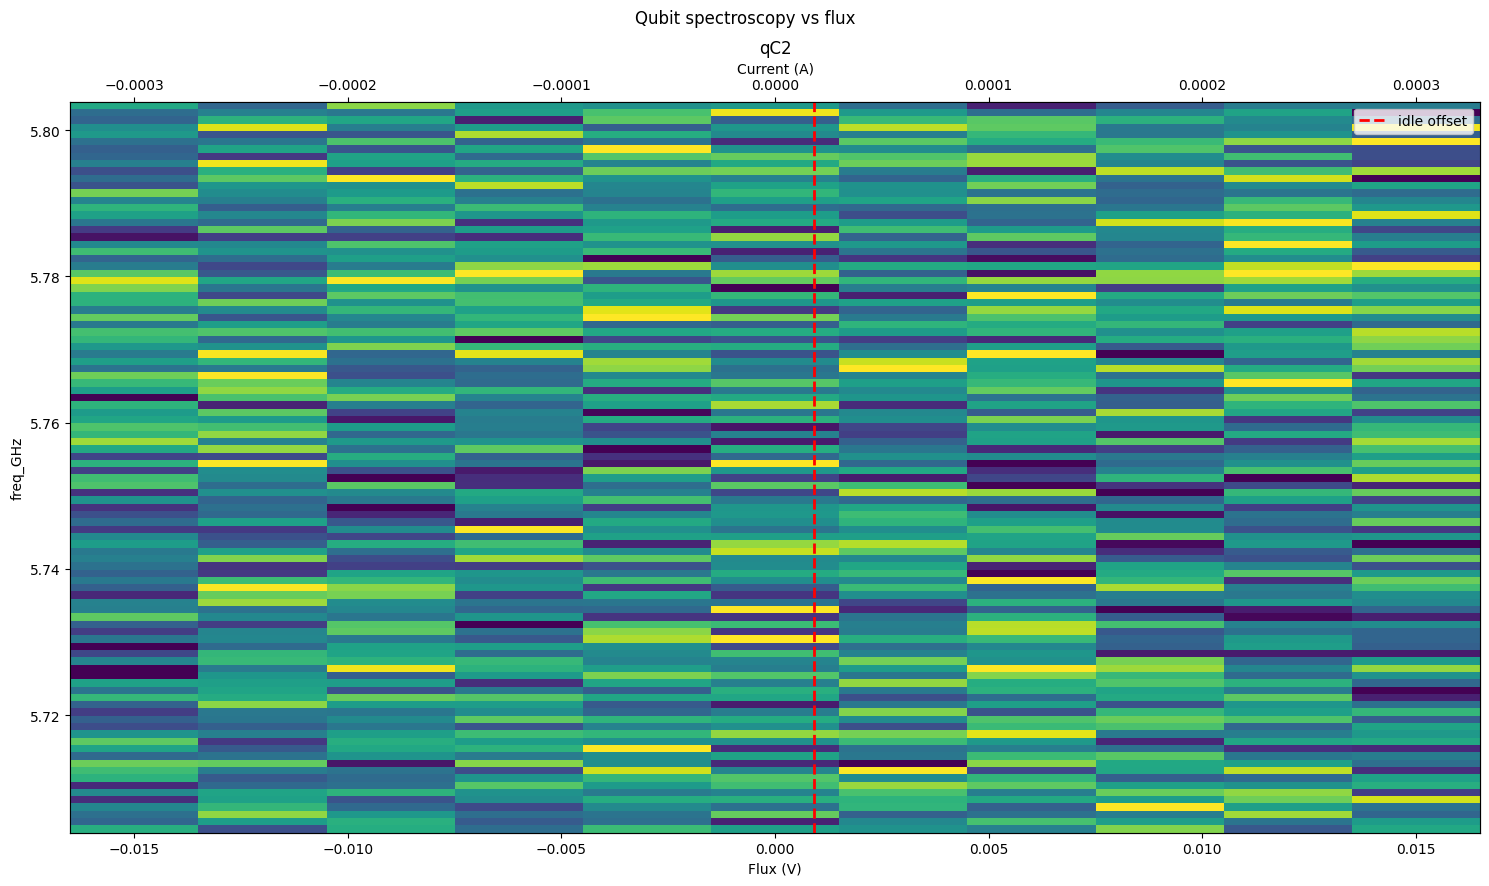 Qubit spectroscopy vs flux
qC2
Current (A)
−0.0003 −0.0002 −0.0001 0.0000 0.0001 0.0002 0.0003
idle offset
5.80
5.78
5.76
5.74
5.72
freq_GHz
−0.015 −0.010 −0.005 0.000 0.005 0.010 0.015
Flux (V)